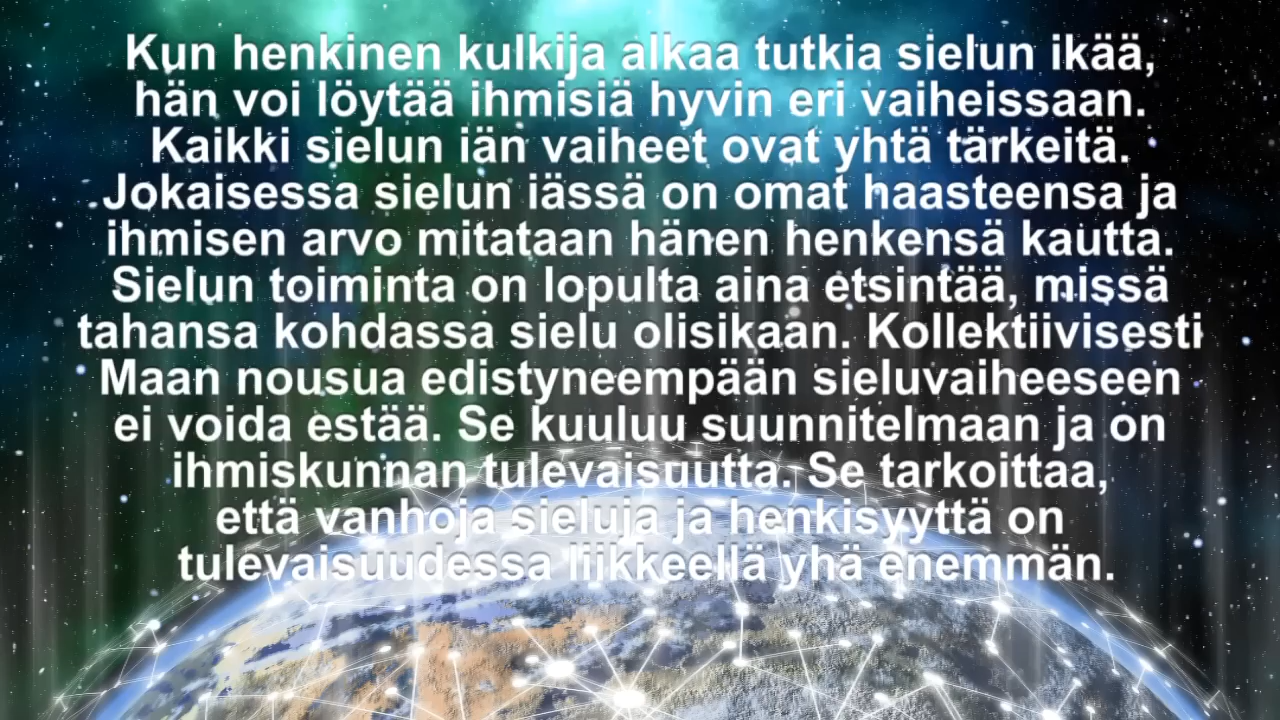 Kun henkinen kulkija alkaa tutkia sielun ikää,
hän voi löytää ihmisiä hyvin eri vaiheissaan.
Kaikki sielun iän vaiheet ovat yhtä tärkeitä.
Jokaisessa sielun iässä on omat haasteensa ja
ihmisen arvo mitataan hänen henkensä kautta.
Sielun toiminta on lopulta aina etsintää, missä
tahansa kohdassa sielu olisikaan. Kollektiivisesti
Maan nousua edistyneempään sieluvaiheeseen
ei voida estää. Se kuuluu suunnitelmaan ja on
ihmiskunnan tulevaisuutta. Se tarkoittaa,
että vanhoja sieluja ja henkisyyttä on
tulevaisuudessa liikkeellä yhä enemmän.